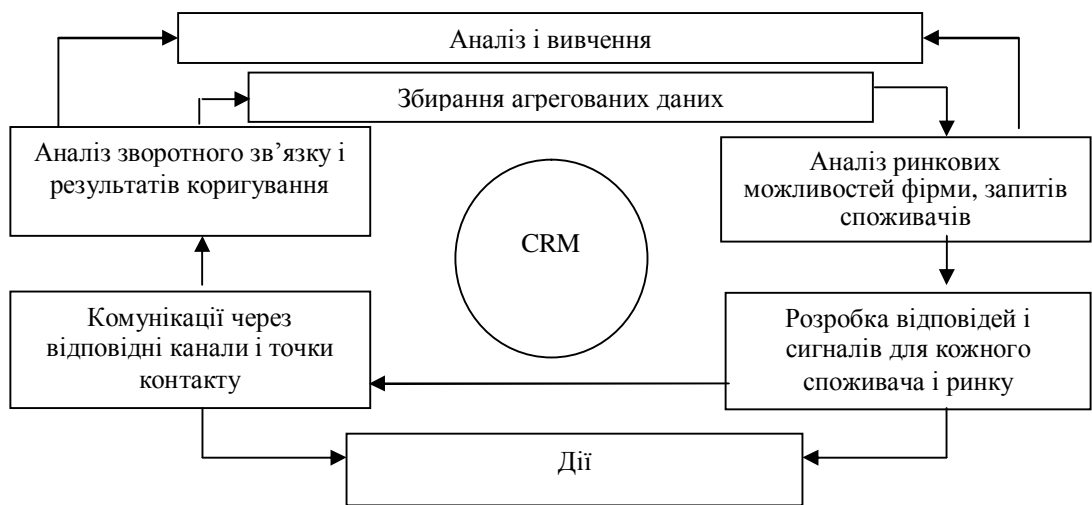 Аналіз і вивчення
Збирання агрегованих даних
Аналіз зворотного зв’язку і
результатів коригування
Аналіз ринкових
можливостей фірми, запитів
споживачів
CRM
Комунікації через
відповідні канали і точки
контакту
Розробка відповідей і
сигналів для кожного
споживача і ринку
Дії